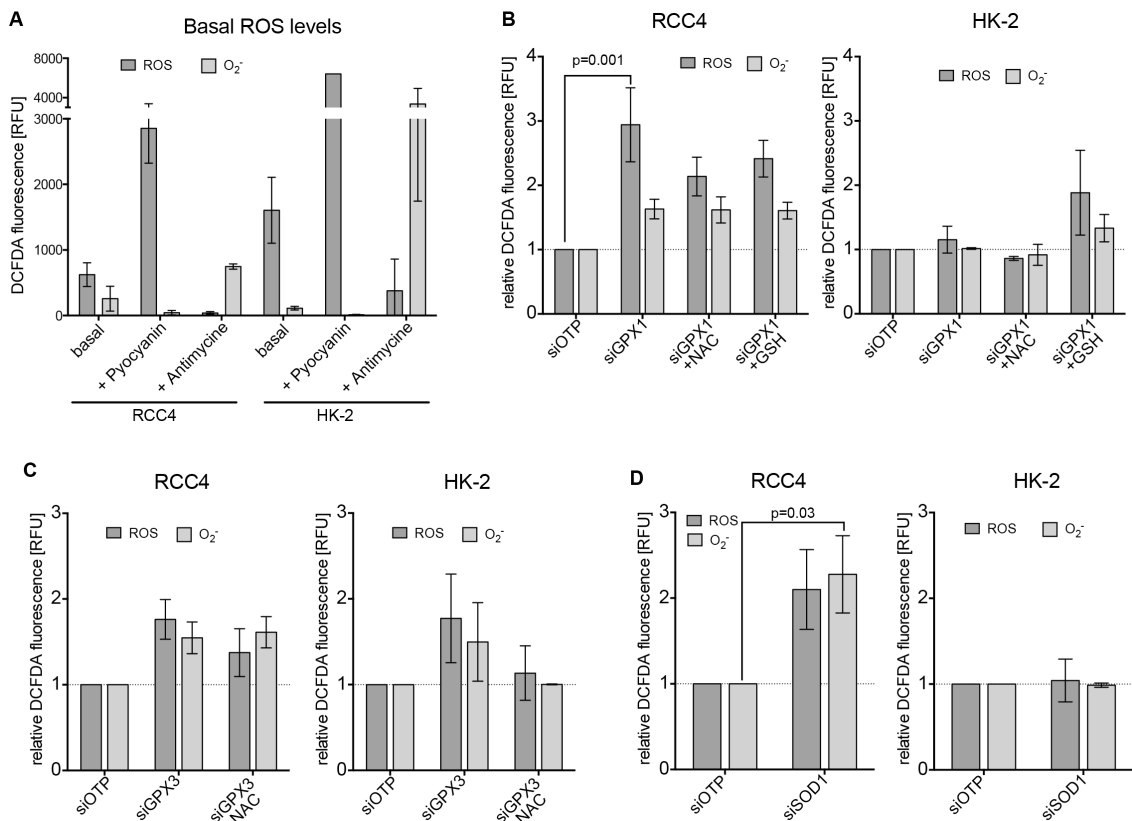 A
Basal ROS levels
ROS
O2-
DCFDA fluorescence [RFU]
8000
6000
4000
3000
2000
1000
0
basal
+ Pyocyanin
+ Antimycine
basal
+ Pyocyanin
+ Antimycine
RCC4
HK-2
B
RCC4
ROS
O2-
p=0.001
relative DCFDA fluorescence [RFU]
4
3
2
1
0
siOTP
siGPX1
siGPX1
+NAC
siGPX1
+GSH
HK-2
ROS
O2-
relative DCFDA fluorescence [RFU]
4
3
2
1
0
siOTP
siGPX1
siGPX1
+NAC
siGPX1
+GSH
C
RCC4
ROS
O2-
relative DCFDA fluorescence [RFU]
3
2
1
0
siOTP
siGPX3
siGPX3
NAC
HK-2
ROS
O2-
relative DCFDA fluorescence [RFU]
3
2
1
0
siOTP
siGPX3
siGPX3
NAC
D
RCC4
ROS
O2-
p=0.03
relative DCFDA fluorescence [RFU]
3
2
1
0
siOTP
siSOD1
HK-2
ROS
O2-
relative DCFDA fluorescence [RFU]
3
2
1
0
siOTP
siSOD1